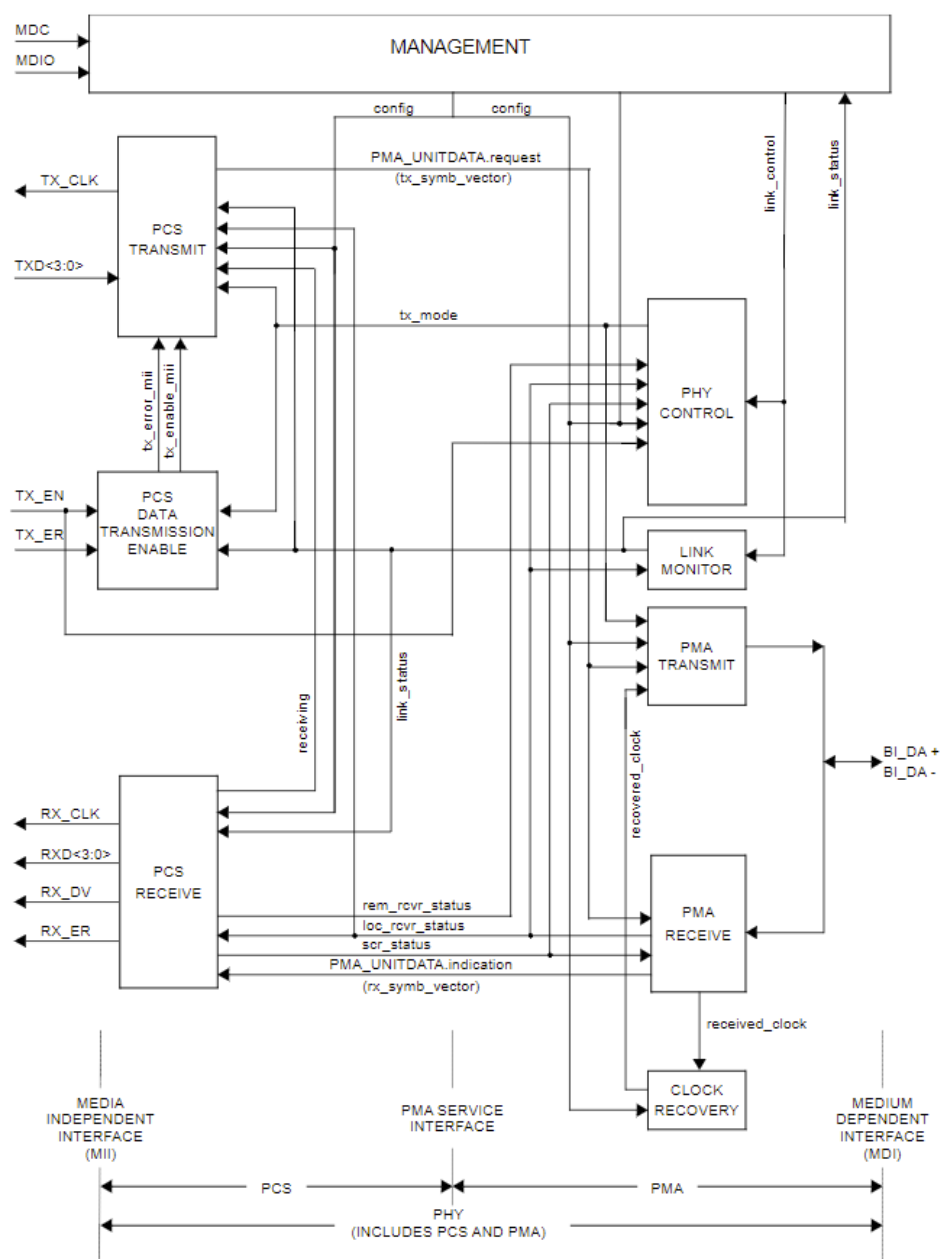 MDC
MANAGEMENT
MDIO
config
config
PMA_UNITDATA.request
(tx_symb_vector)
link_control
link_status
TX_CLK
PCS
TRANSMIT
TXD<3:0>
tx_mode
tx_error_mii
tx_enable_mii
PHY
CONTROL
TX_EN
TX_ER
PCS
DATA
TRANSMISSION
ENABLE
LINK
MONITOR
PMA
TRANSMIT
link_status
receiving
recovered_clock
BI_DA +
BI_DA -
RX_CLK
RXD<3:0>
RX_DV
RX_ER
PCS
RECEIVE
rem_rcvr_status
loc_rcvr_status
scr_status
PMA_UNITDATA.indication
(rx_symb_vector)
PMA
RECEIVE
received_clock
CLOCK
RECOVERY
MEDIA
INDEPENDENT
INTERFACE
(MII)
PMA SERVICE
INTERFACE
MEDIUM
DEPENDENT
INTERFACE
(MDI)
PCS
PMA
PHY
(INCLUDES PCS AND PMA)